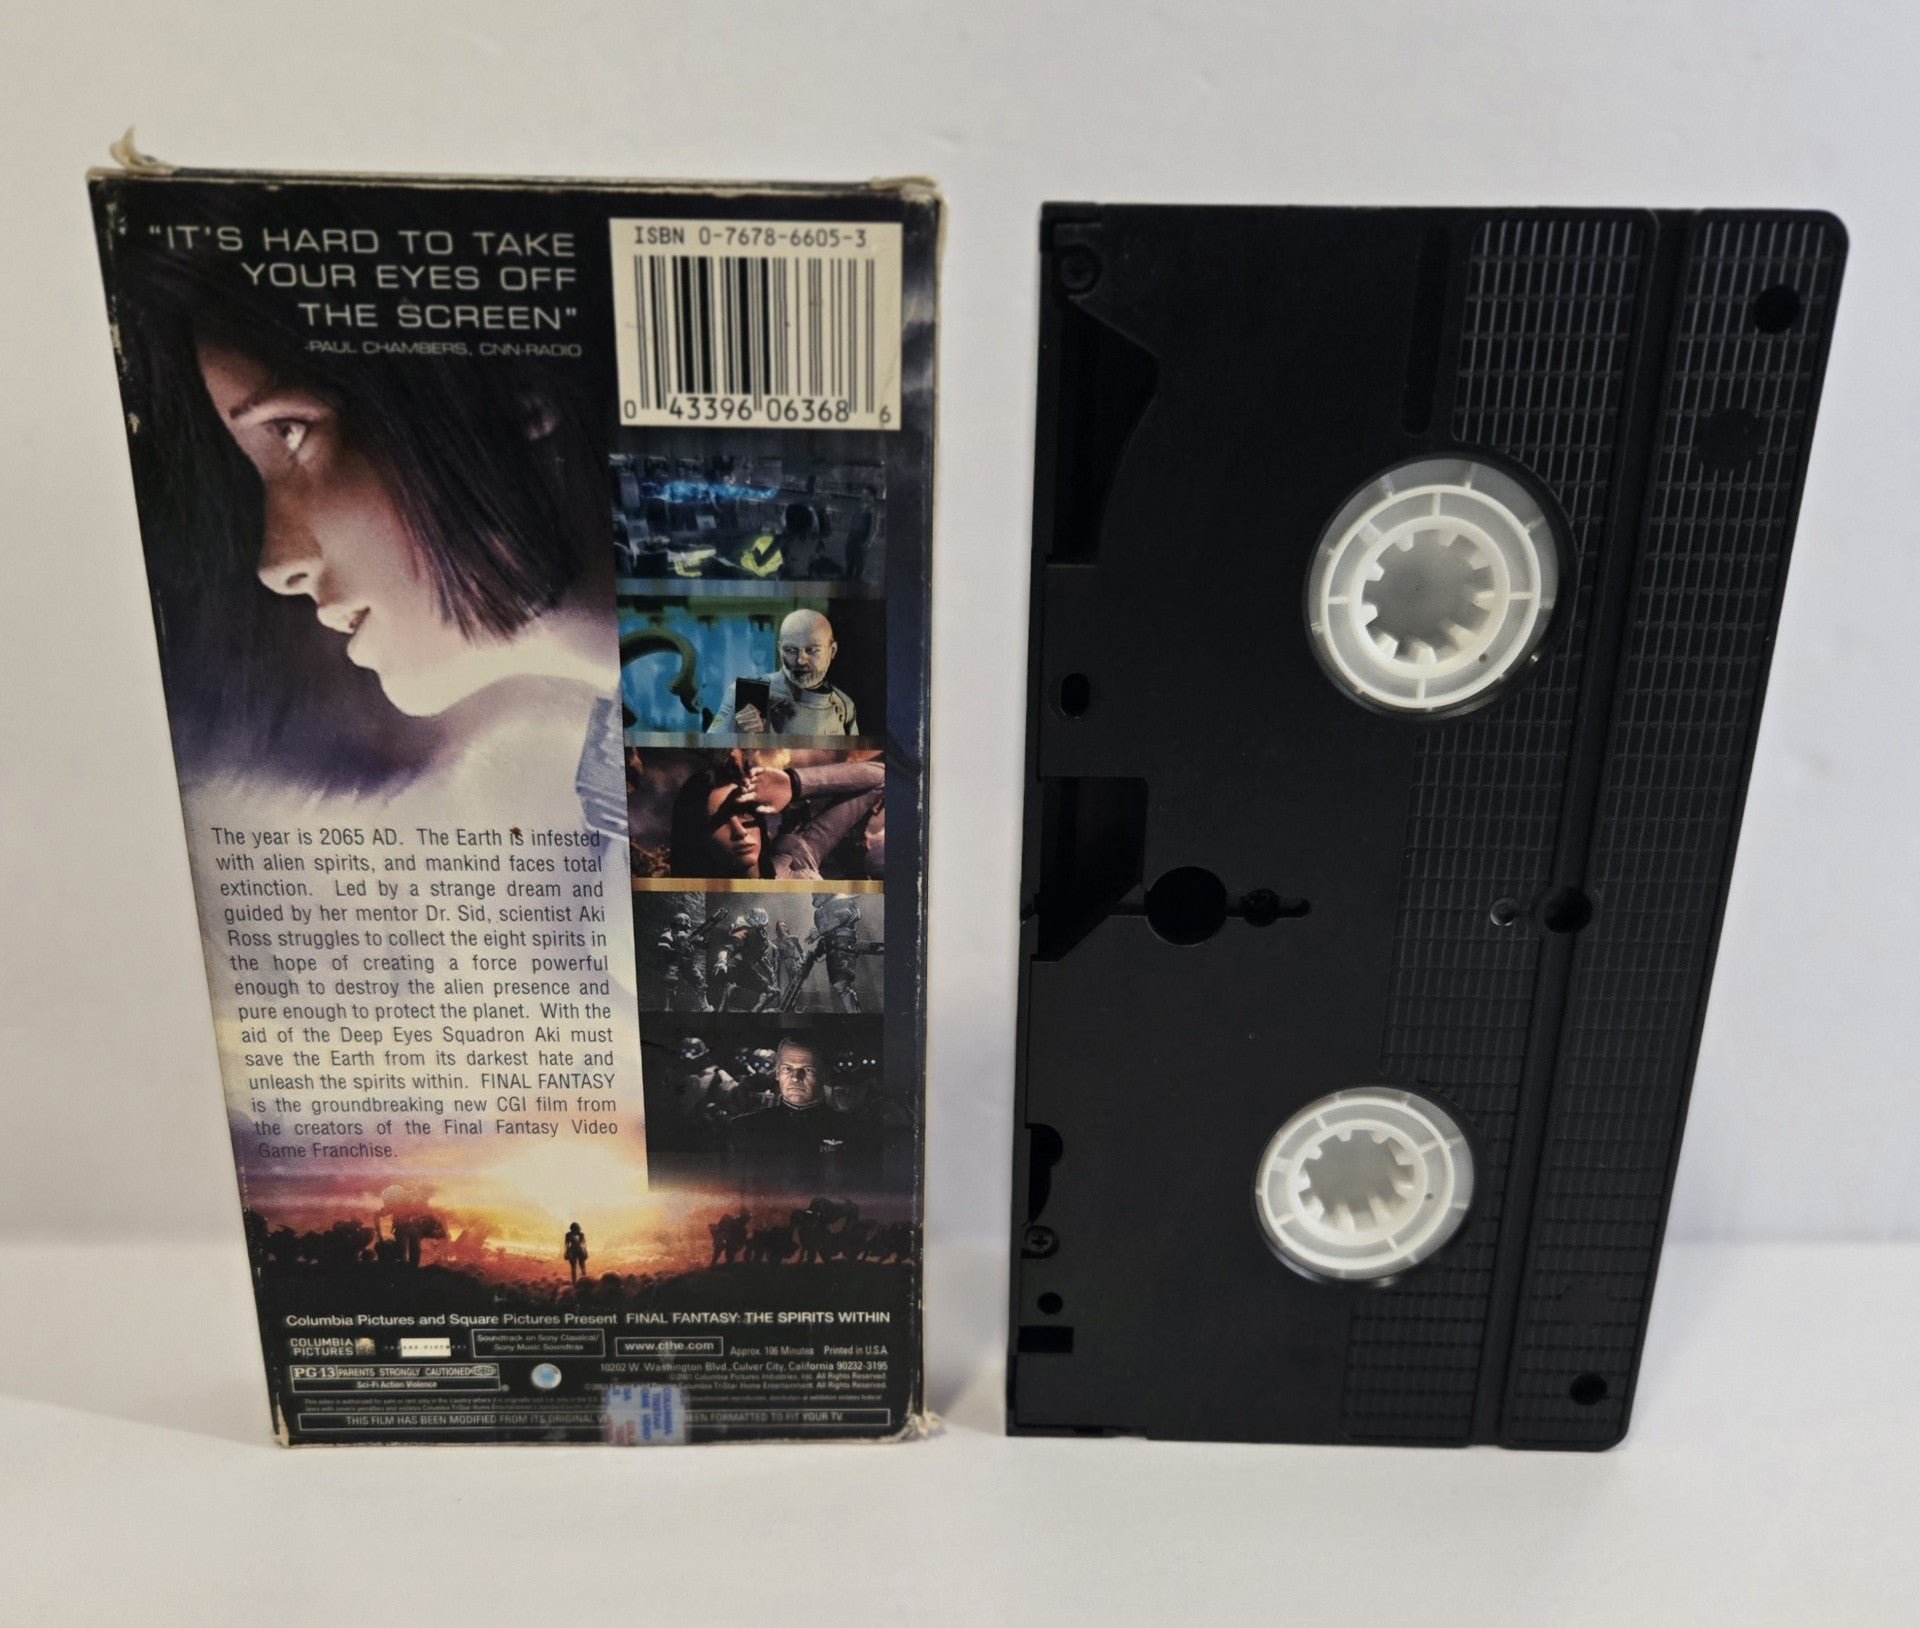 "IT'S HARD TO TAKE
YOUR EYES OFF
THE SCREEN"
-PAUL CHAMBERS, CNN-RADIO
ISBN 0-7678-6605-3
0 43396 06368 6
The year is 2065 AD. The Earth is infested
with alien spirits, and mankind faces total
extinction. Led by a strange dream and
guided by her mentor Dr. Sid, scientist Aki
Ross struggles to collect the eight spirits in
the hope of creating a force powerful
enough to destroy the alien presence and
pure enough to protect the planet. With the
aid of the Deep Eyes Squadron Aki must
save the Earth from its darkest hate and
unleash the spirits within. FINAL FANTASY
is the groundbreaking new CGI film from
the creators of the Final Fantasy Video
Game Franchise.
Columbia Pictures and Square Pictures Present FINAL FANTASY: THE SPIRITS WITHIN
COLUMBIA
PICTURES
Soundtrack on Sony Classical/
Sony Music Soundtrax
www.cthe.com
Approx. 106 Minutes Printed in U.S.A.
PG-13 PARENTS STRONGLY CAUTIONED
Sci-Fi Action Violence
10202 W. Washington Blvd., Culver City, California 90232-3195
©2001 Columbia Pictures Industries, Inc. All Rights Reserved.
Columbia TriStar Home Entertainment. All Rights Reserved.
THIS FILM HAS BEEN MODIFIED FROM ITS ORIGINAL FORMATTED TO FIT YOUR TV.